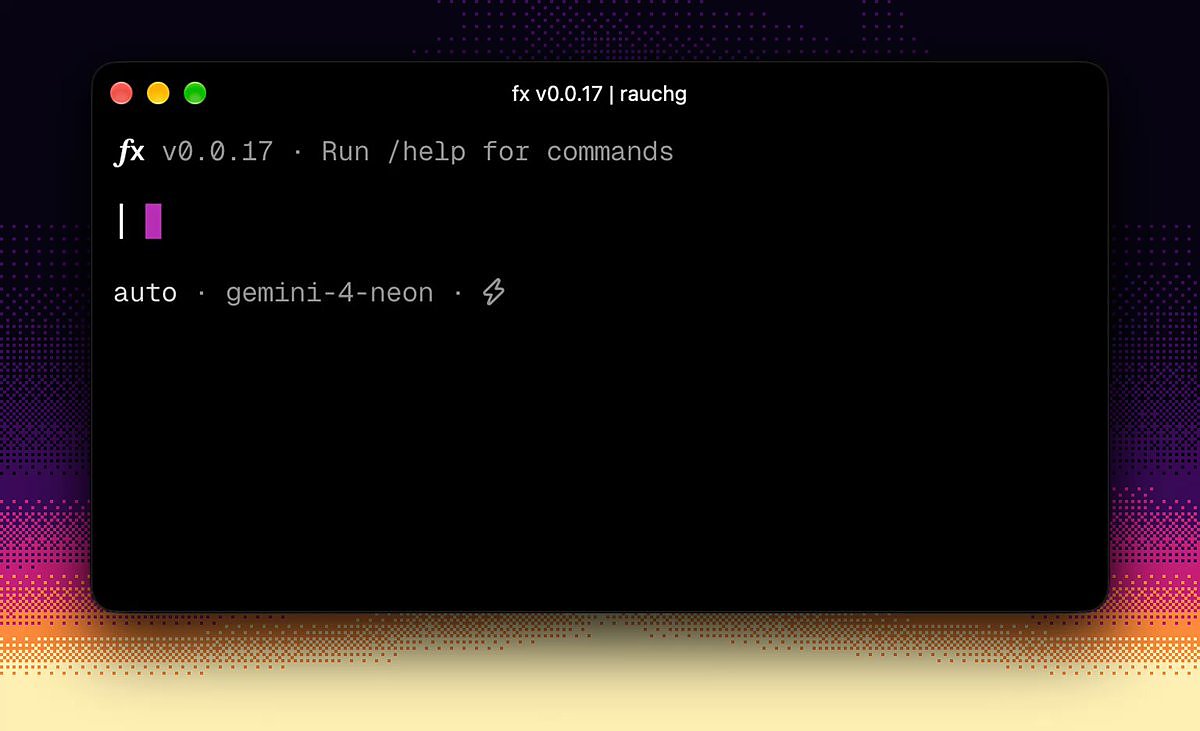 fx v0.0.17 | rauchg
fx v0.0.17 · Run /help for commands
auto · gemini-4-neon ·